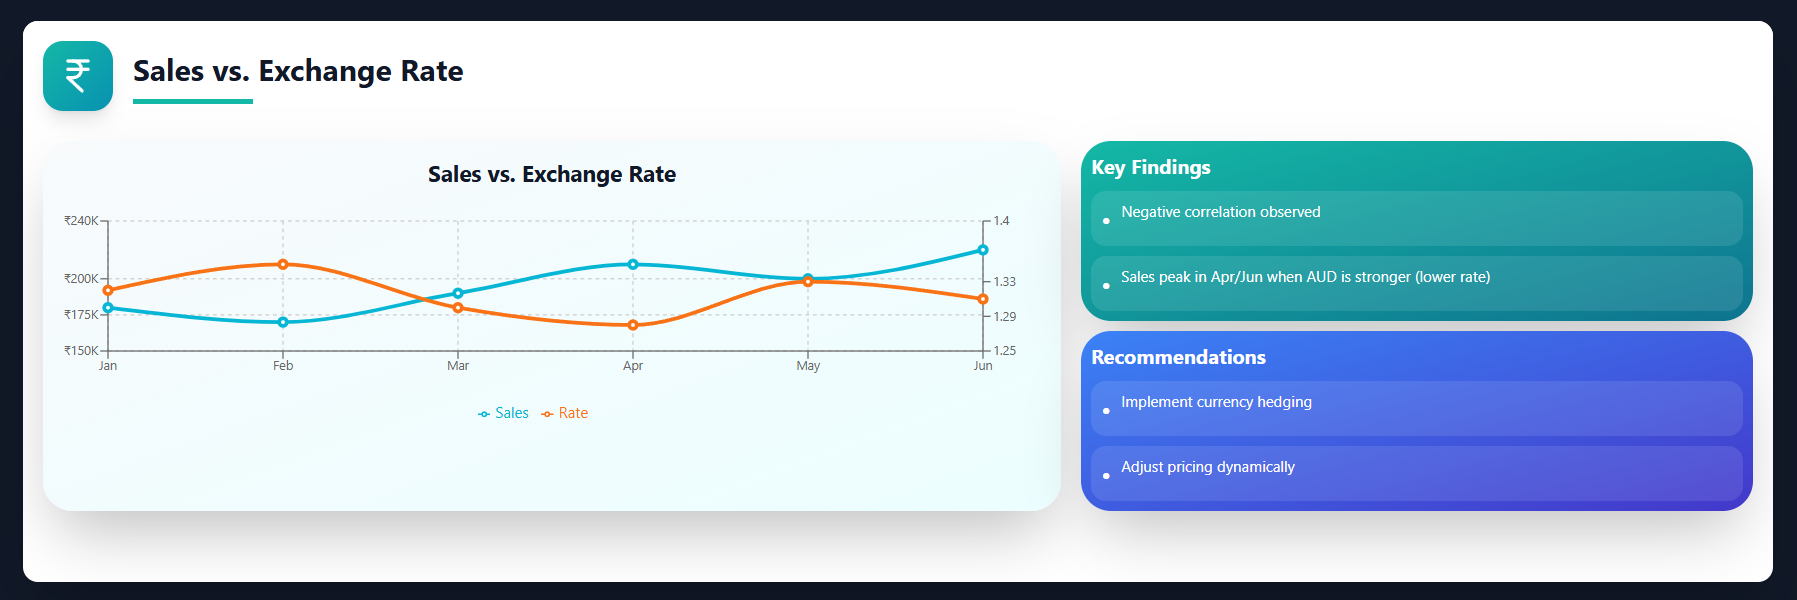 ₹
Sales vs. Exchange Rate
Sales vs. Exchange Rate
₹240K
₹200K
₹175K
₹150K
1.4
1.33
1.29
1.25
Jan Feb Mar Apr May Jun
Sales Rate
Key Findings
• Negative correlation observed
• Sales peak in Apr/Jun when AUD is stronger (lower rate)
Recommendations
• Implement currency hedging
• Adjust pricing dynamically